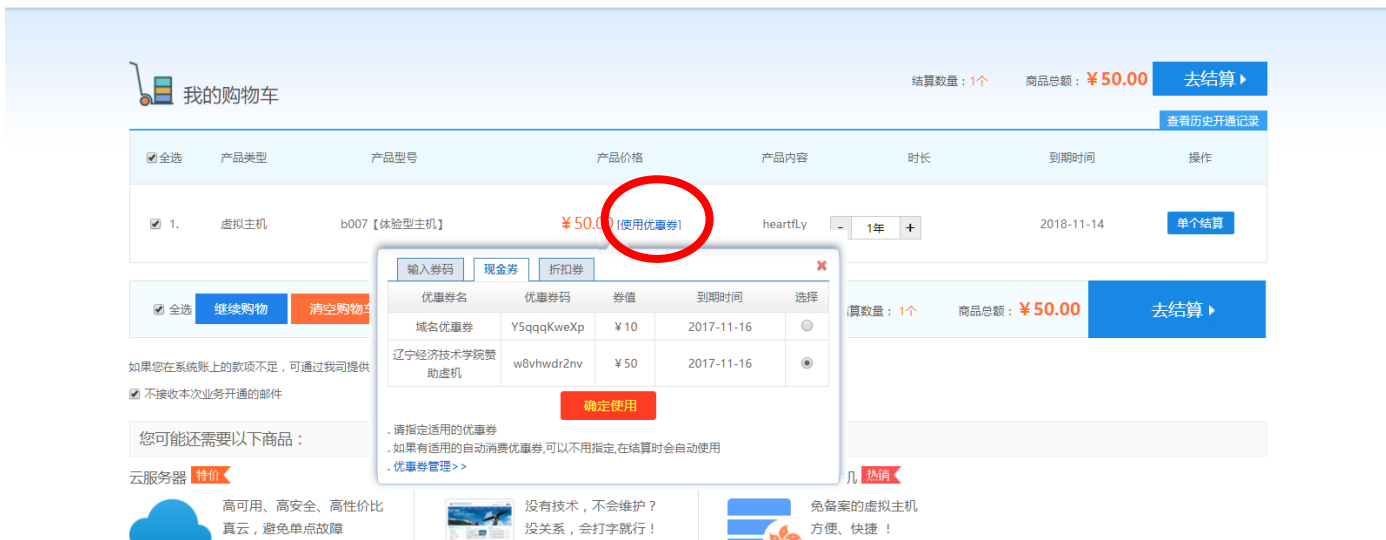 我的购物车
结算数量：1个 商品总额：￥50.00 去结算
查看历史开通记录
全选 产品类型 产品型号 产品价格 产品内容 时长 到期时间 操作
1. 虚拟主机 b007【体验型主机】 ￥50.00 [使用优惠券] heartfLy - 1年 + 2018-11-14 单个结算
输入券码 现金券 折扣券
优惠券名 优惠券码 券值 到期时间 选择
域名优惠券 Y5qqqKweXp ￥10 2017-11-16
辽宁经济技术学院赞
助虚机 w8vhwdr2nv ￥50 2017-11-16
确定使用
. 请指定适用的优惠券
. 如果有适用的自动消费优惠券,可以不用指定,在结算时会自动使用
. 优惠券管理>>
全选 继续购物 清空购物车 算数量：1个 商品总额：￥50.00 去结算
如果您在系统账上的款项不足，可通过我司提供
不接收本次业务开通的邮件
您可能还需要以下商品：
云服务器 特价
高可用、高安全、高性价比
真云，避免单点故障
没有技术，不会维护？
没关系，会打字就行！
机 热销
免备案的虚拟主机
方便、快捷 ！